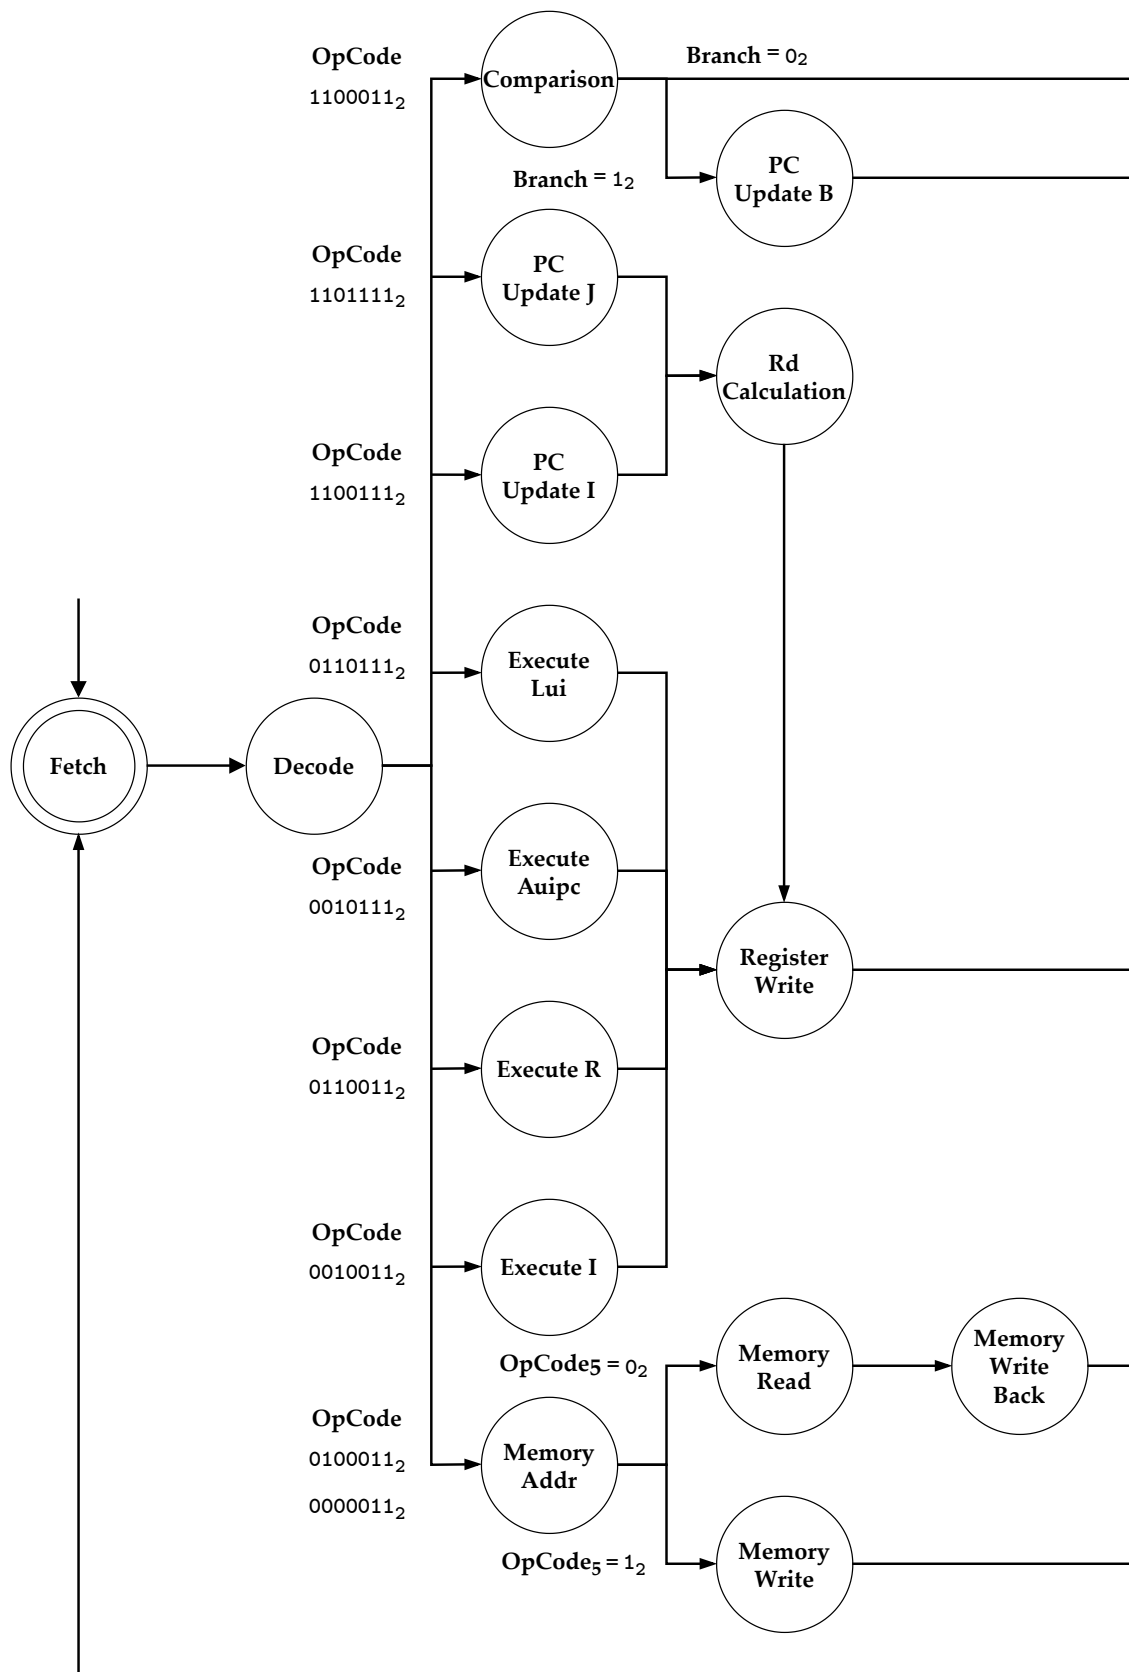 OpCode
1100011₂
Comparison
Branch = 0₂
Branch = 1₂
PC
Update B
OpCode
1101111₂
PC
Update J
Rd
Calculation
OpCode
1100111₂
PC
Update I
OpCode
0110111₂
Execute
Lui
Fetch
Decode
OpCode
0010111₂
Execute
Auipc
Register
Write
OpCode
0110011₂
Execute R
OpCode
0010011₂
Execute I
OpCode₅ = 0₂
Memory
Read
Memory
Write
Back
OpCode
0100011₂
0000011₂
Memory
Addr
OpCode₅ = 1₂
Memory
Write